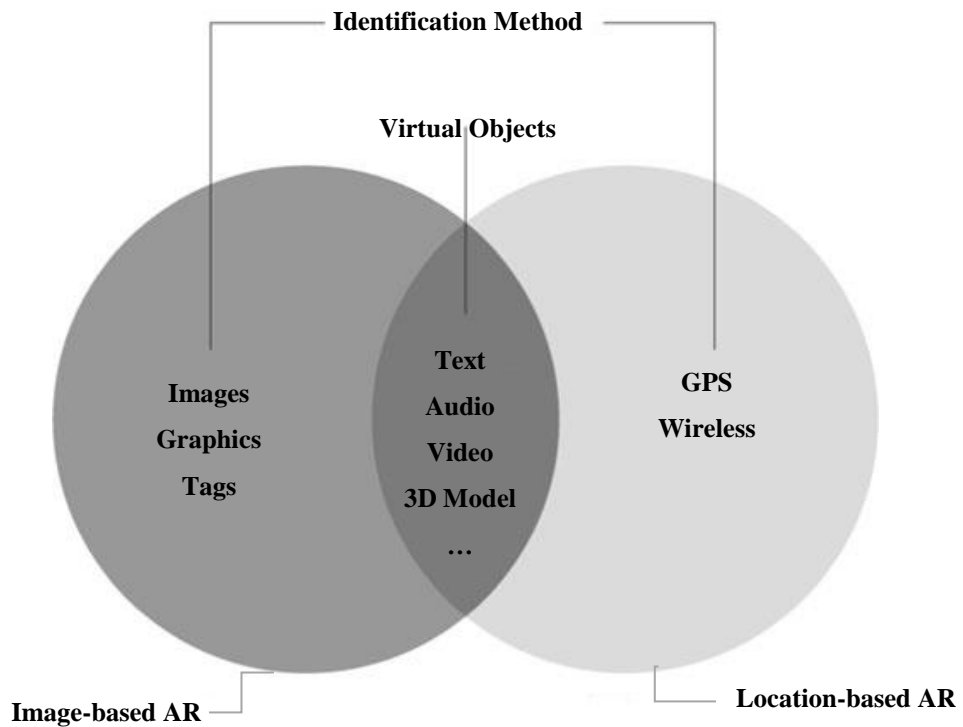 Identification Method
Virtual Objects
Images
Graphics
Tags
Text
Audio
Video
3D Model
…
GPS
Wireless
Image-based AR
Location-based AR